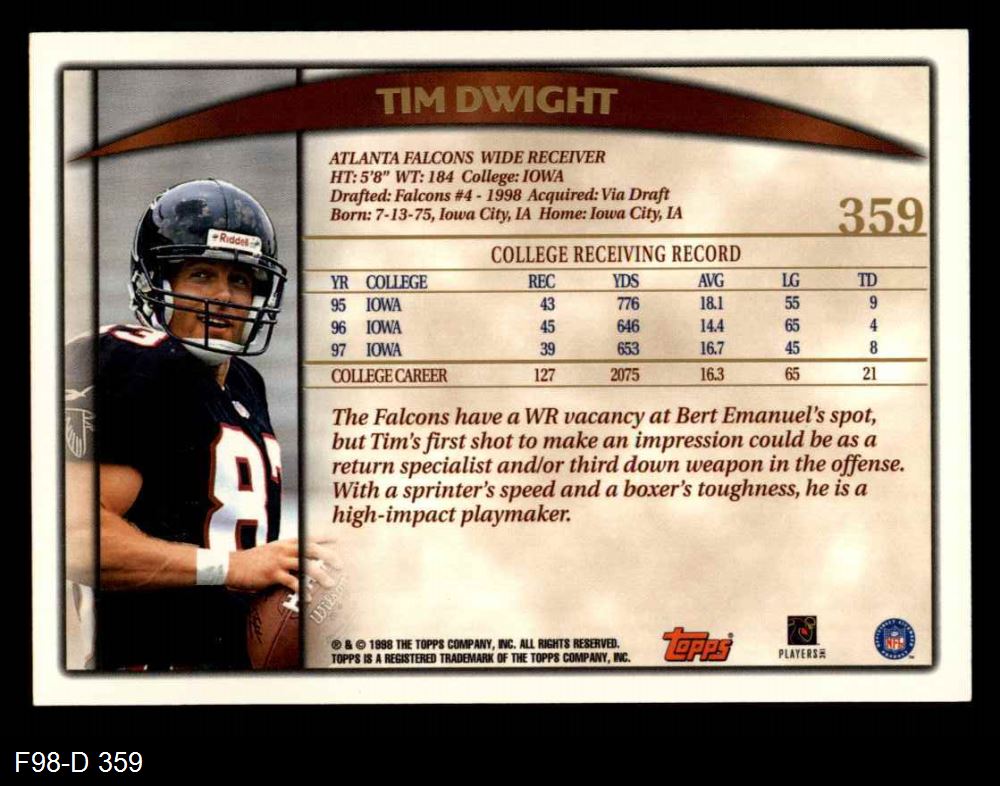 TIM DWIGHT
ATLANTA FALCONS WIDE RECEIVER
HT: 5'8" WT: 184 College: IOWA
Drafted: Falcons #4 - 1998 Acquired: Via Draft
Born: 7-13-75, Iowa City, IA Home: Iowa City, IA
359
COLLEGE RECEIVING RECORD
YR COLLEGE REC YDS AVG LG TD
95 IOWA 43 776 18.1 55 9
96 IOWA 45 646 14.4 65 4
97 IOWA 39 653 16.7 45 8
COLLEGE CAREER 127 2075 16.3 65 21
The Falcons have a WR vacancy at Bert Emanuel's spot,
but Tim's first shot to make an impression could be as a
return specialist and/or third down weapon in the offense.
With a sprinter's speed and a boxer's toughness, he is a
high-impact playmaker.
Riddell
83
® & © 1998 THE TOPPS COMPANY, INC. ALL RIGHTS RESERVED.
TOPPS IS A REGISTERED TRADEMARK OF THE TOPPS COMPANY, INC.
Topps
PLAYERS INC
NFL
F98-D 359